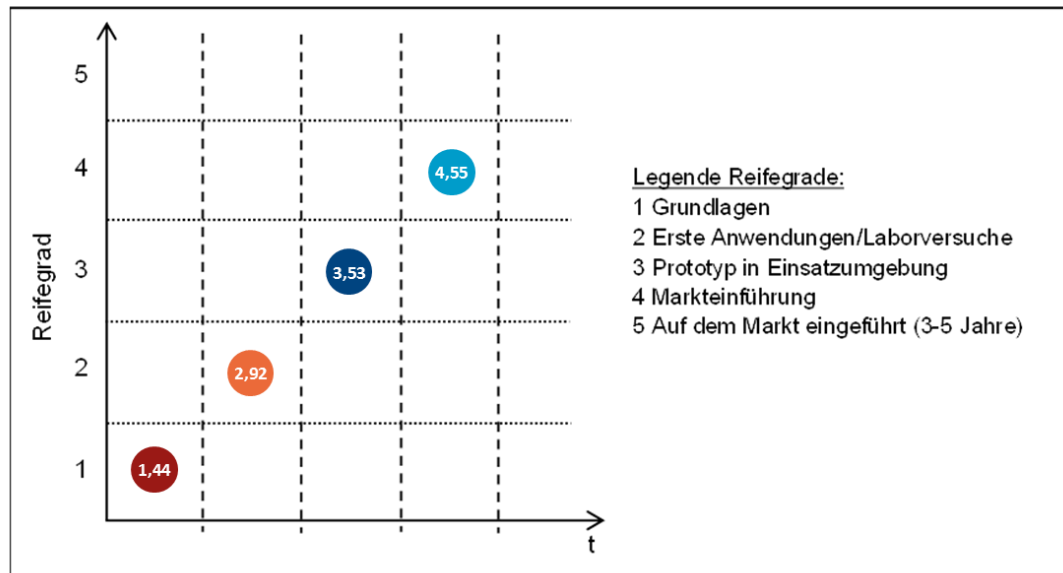 5
4
4,55
Reifegrad
3
3,53
2
2,92
1
1,44
t
Legende Reifegrade:
1 Grundlagen
2 Erste Anwendungen/Laborversuche
3 Prototyp in Einsatzumgebung
4 Markteinführung
5 Auf dem Markt eingeführt (3-5 Jahre)